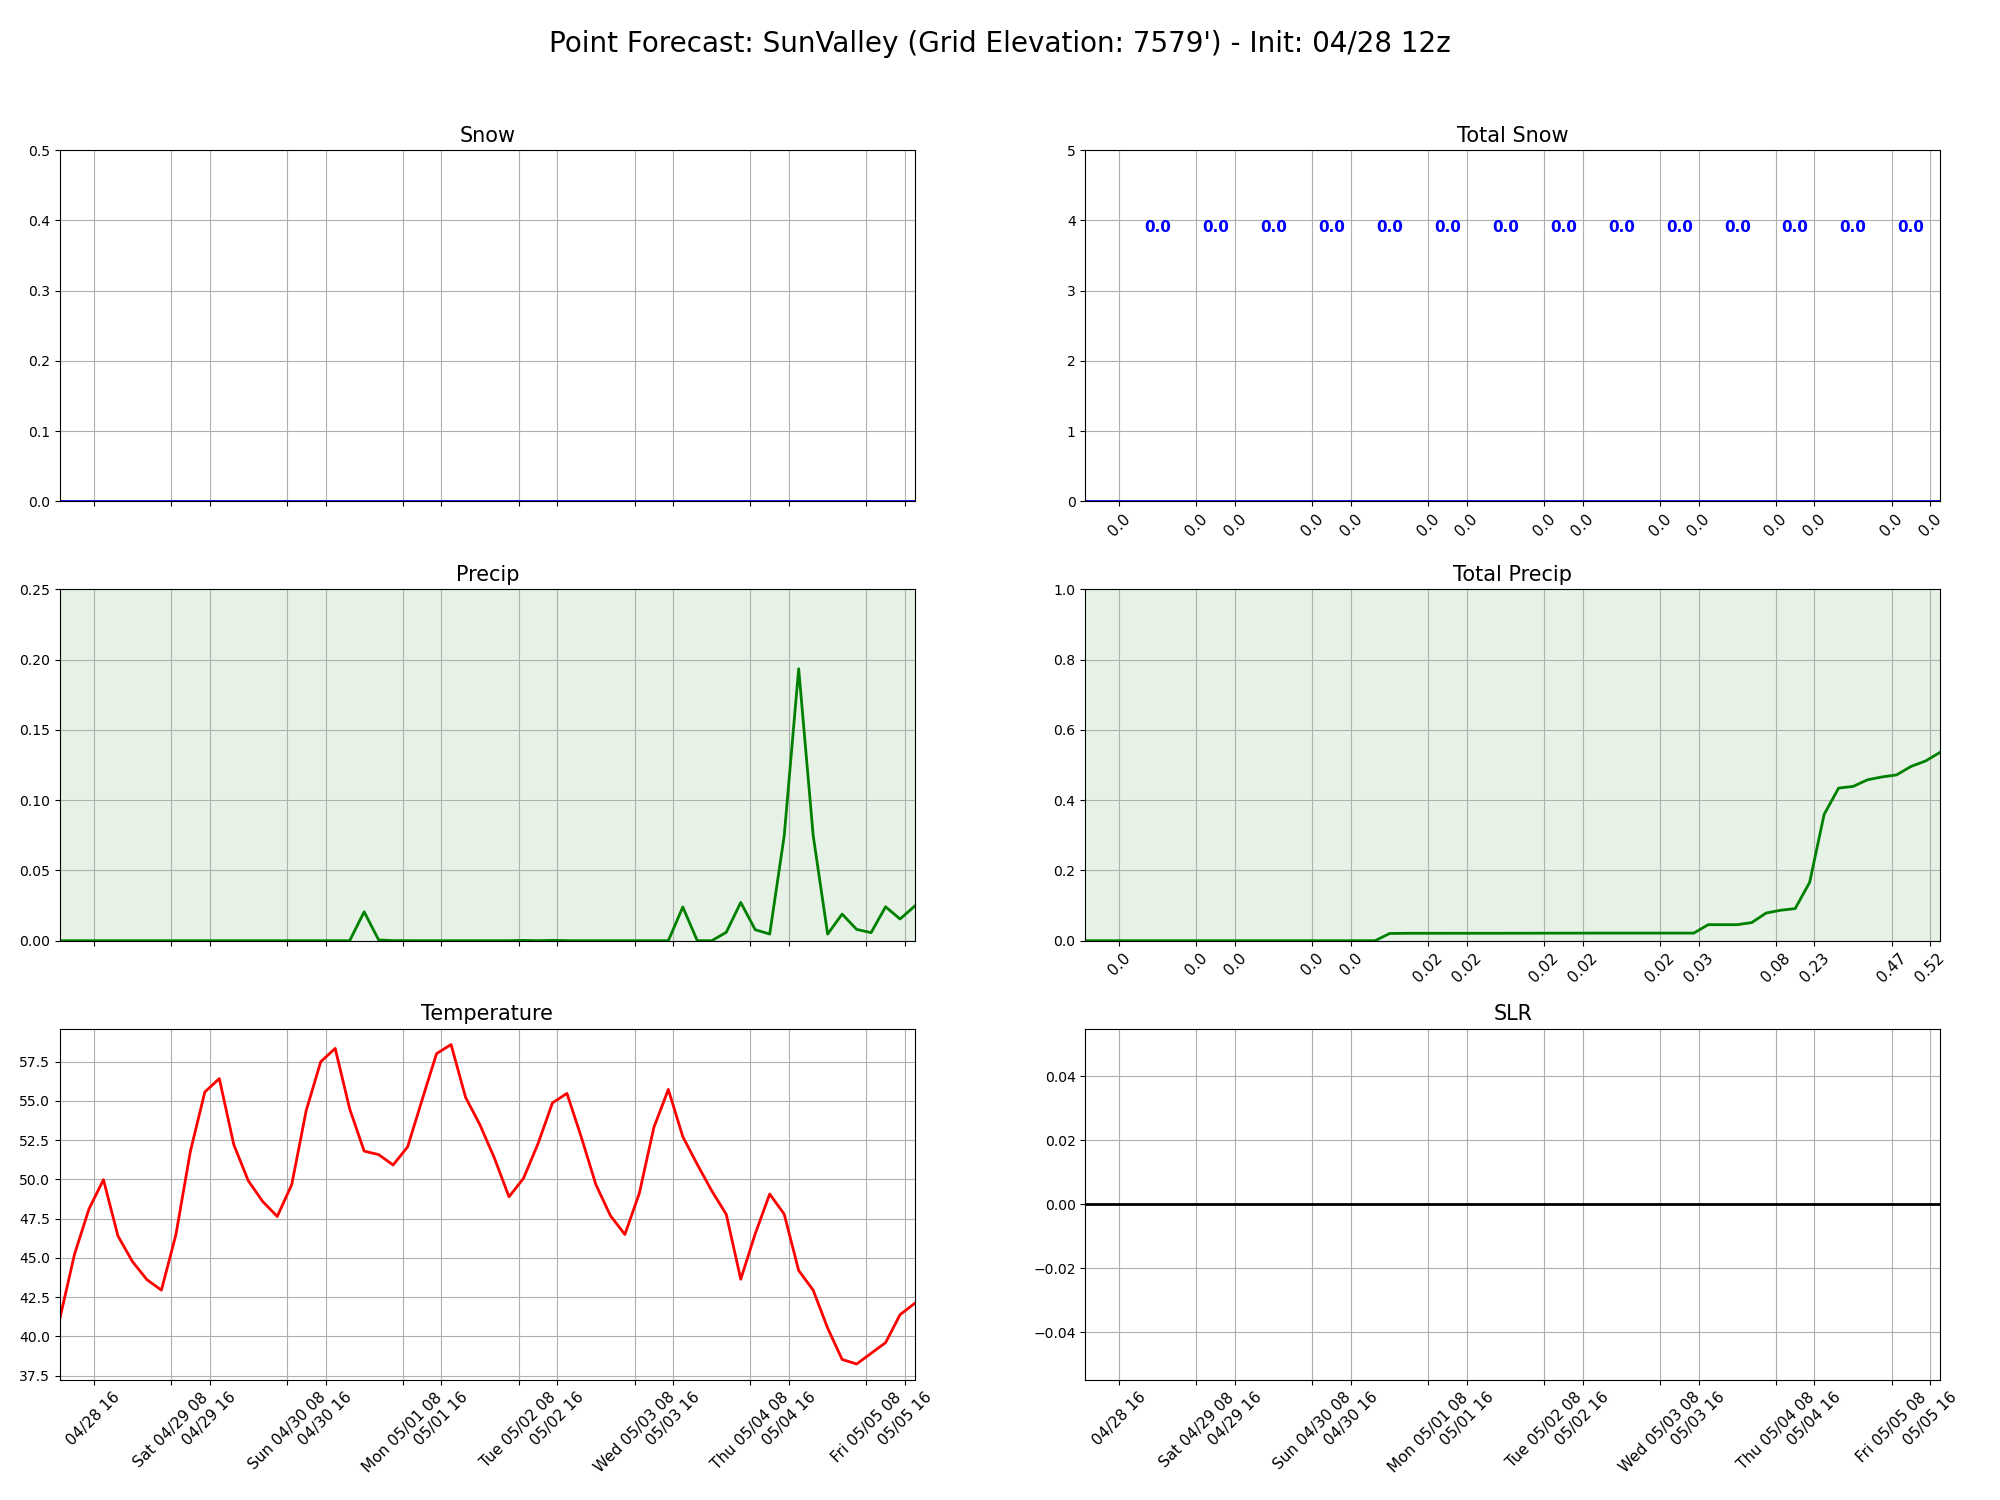 Point Forecast: SunValley (Grid Elevation: 7579') - Init: 04/28 12z
Snow
0.5
0.4
0.3
0.2
0.1
0.0
Total Snow
5
4
3
2
1
0
0.0 0.0 0.0 0.0 0.0 0.0 0.0 0.0 0.0 0.0 0.0 0.0 0.0 0.0
0.0 0.0 0.0 0.0 0.0 0.0 0.0 0.0 0.0 0.0 0.0 0.0 0.0 0.0 0.0
Precip
0.25
0.20
0.15
0.10
0.05
0.00
Total Precip
1.0
0.8
0.6
0.4
0.2
0.0
0.0 0.0 0.0 0.0 0.0 0.02 0.02 0.02 0.02 0.02 0.03 0.08 0.23 0.47 0.52
Temperature
57.5
55.0
52.5
50.0
47.5
45.0
42.5
40.0
37.5
04/28 16
Sat 04/29 08
04/29 16
Sun 04/30 08
04/30 16
Mon 05/01 08
05/01 16
Tue 05/02 08
05/02 16
Wed 05/03 08
05/03 16
Thu 05/04 08
05/04 16
Fri 05/05 08
05/05 16
SLR
0.04
0.02
0.00
−0.02
−0.04
04/28 16
Sat 04/29 08
04/29 16
Sun 04/30 08
04/30 16
Mon 05/01 08
05/01 16
Tue 05/02 08
05/02 16
Wed 05/03 08
05/03 16
Thu 05/04 08
05/04 16
Fri 05/05 08
05/05 16